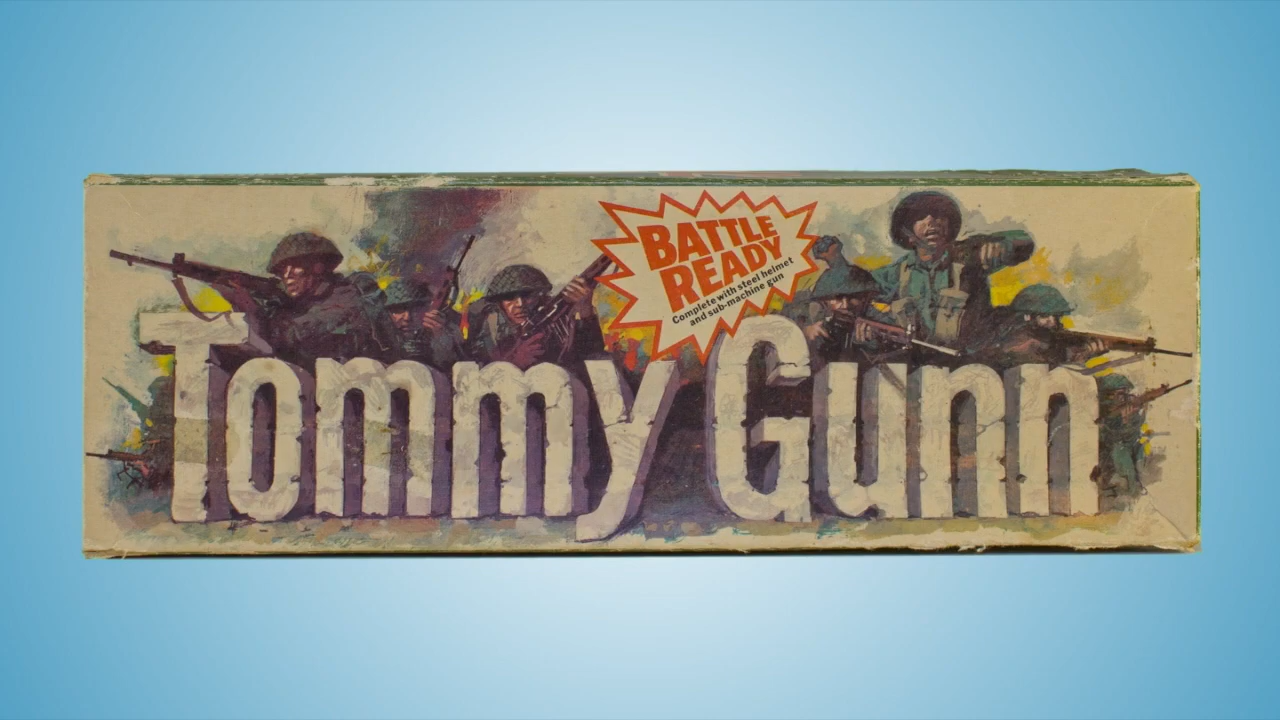 BATTLE
READY
Complete with steel helmet
and sub-machine gun
Tommy Gunn